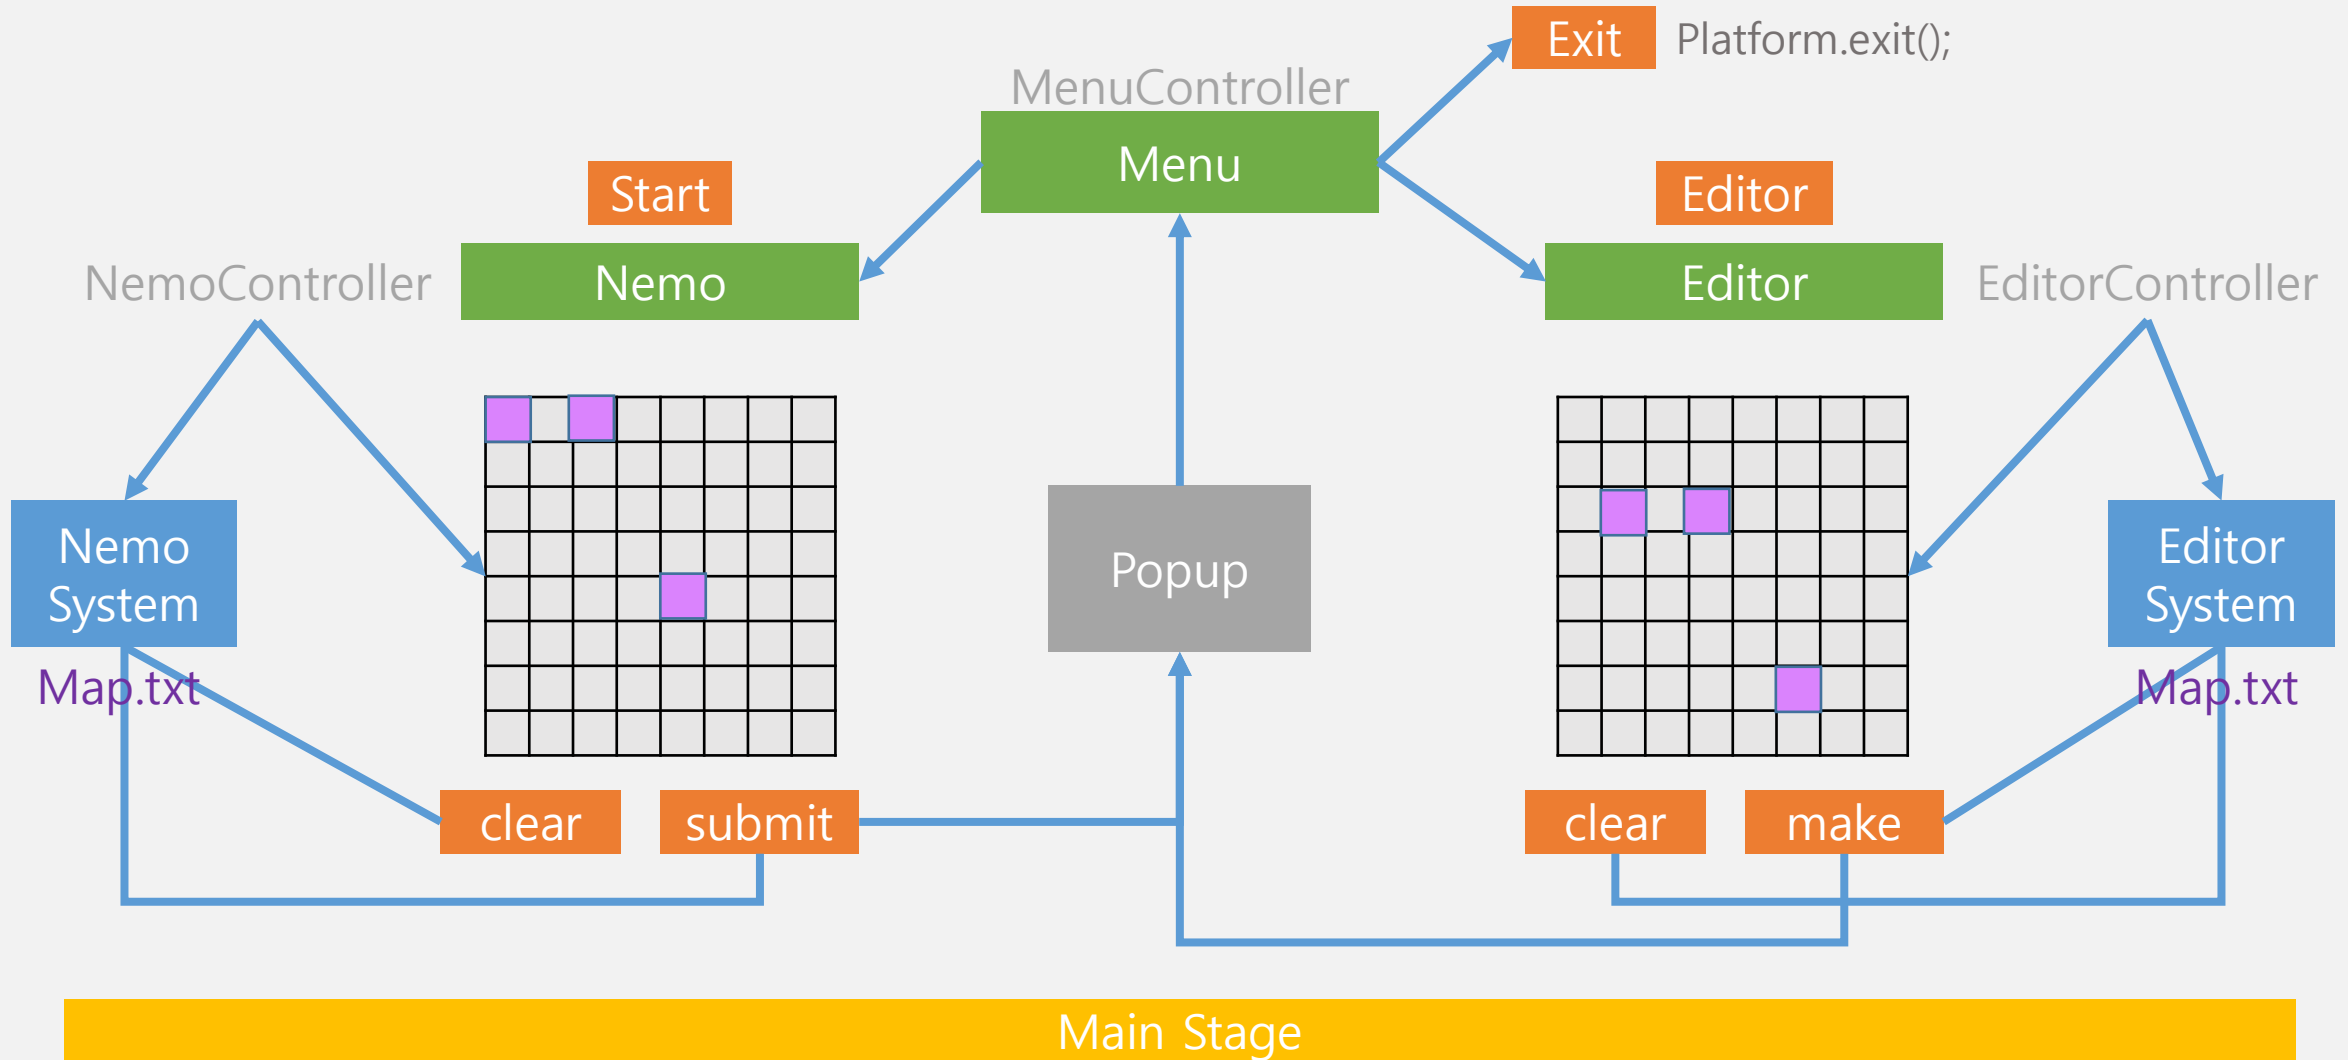 Exit
Platform.exit();
MenuController
Menu
Start
Editor
NemoController
Nemo
Editor
EditorController
Nemo
System
Popup
Editor
System
Map.txt
Map.txt
clear
submit
clear
make
Main Stage